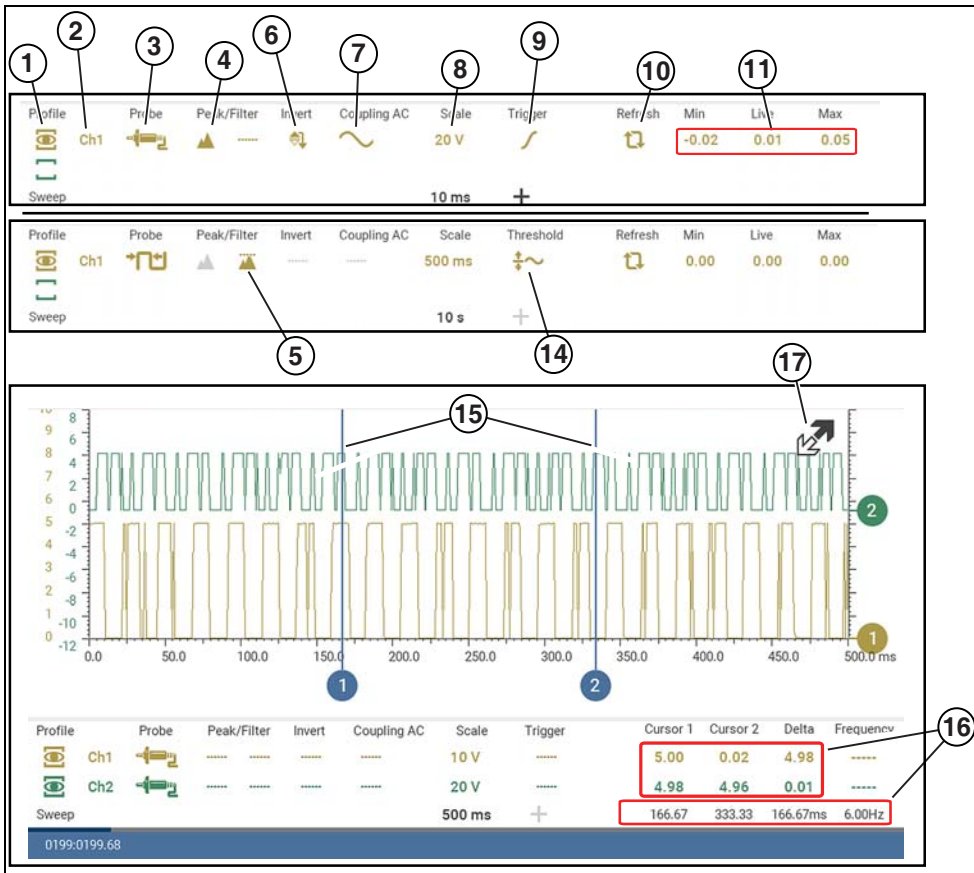 1 2 3 4 6 7 8 9 10 11
Profile Probe Peak/Filter Invert Coupling AC Scale Trigger Refresh Min Live Max
Ch1 ----- 20 V -0.02 0.01 0.05
Sweep 10 ms +
Profile Probe Peak/Filter Invert Coupling AC Scale Threshold Refresh Min Live Max
Ch1 ----- ----- 500 ms 0.00 0.00 0.00
Sweep 10 s +
5 14 17
15
10
9 8
8 6
7 4
6 2
5 0
4 -2
3 -4
2 -6
1 -8
0 -10
-12
2
1
0.0 50.0 100.0 150.0 200.0 250.0 300.0 350.0 400.0 450.0 500.0 ms
1 2
16
Profile Probe Peak/Filter Invert Coupling AC Scale Trigger Cursor 1 Cursor 2 Delta Frequency
Ch1 ----- ----- ----- ----- 10 V ----- 5.00 0.02 4.98 -----
Ch2 ----- ----- ----- ----- 20 V ----- 4.98 4.96 0.01 -----
Sweep 500 ms + 166.67 333.33 166.67ms 6.00Hz
0199:0199.68